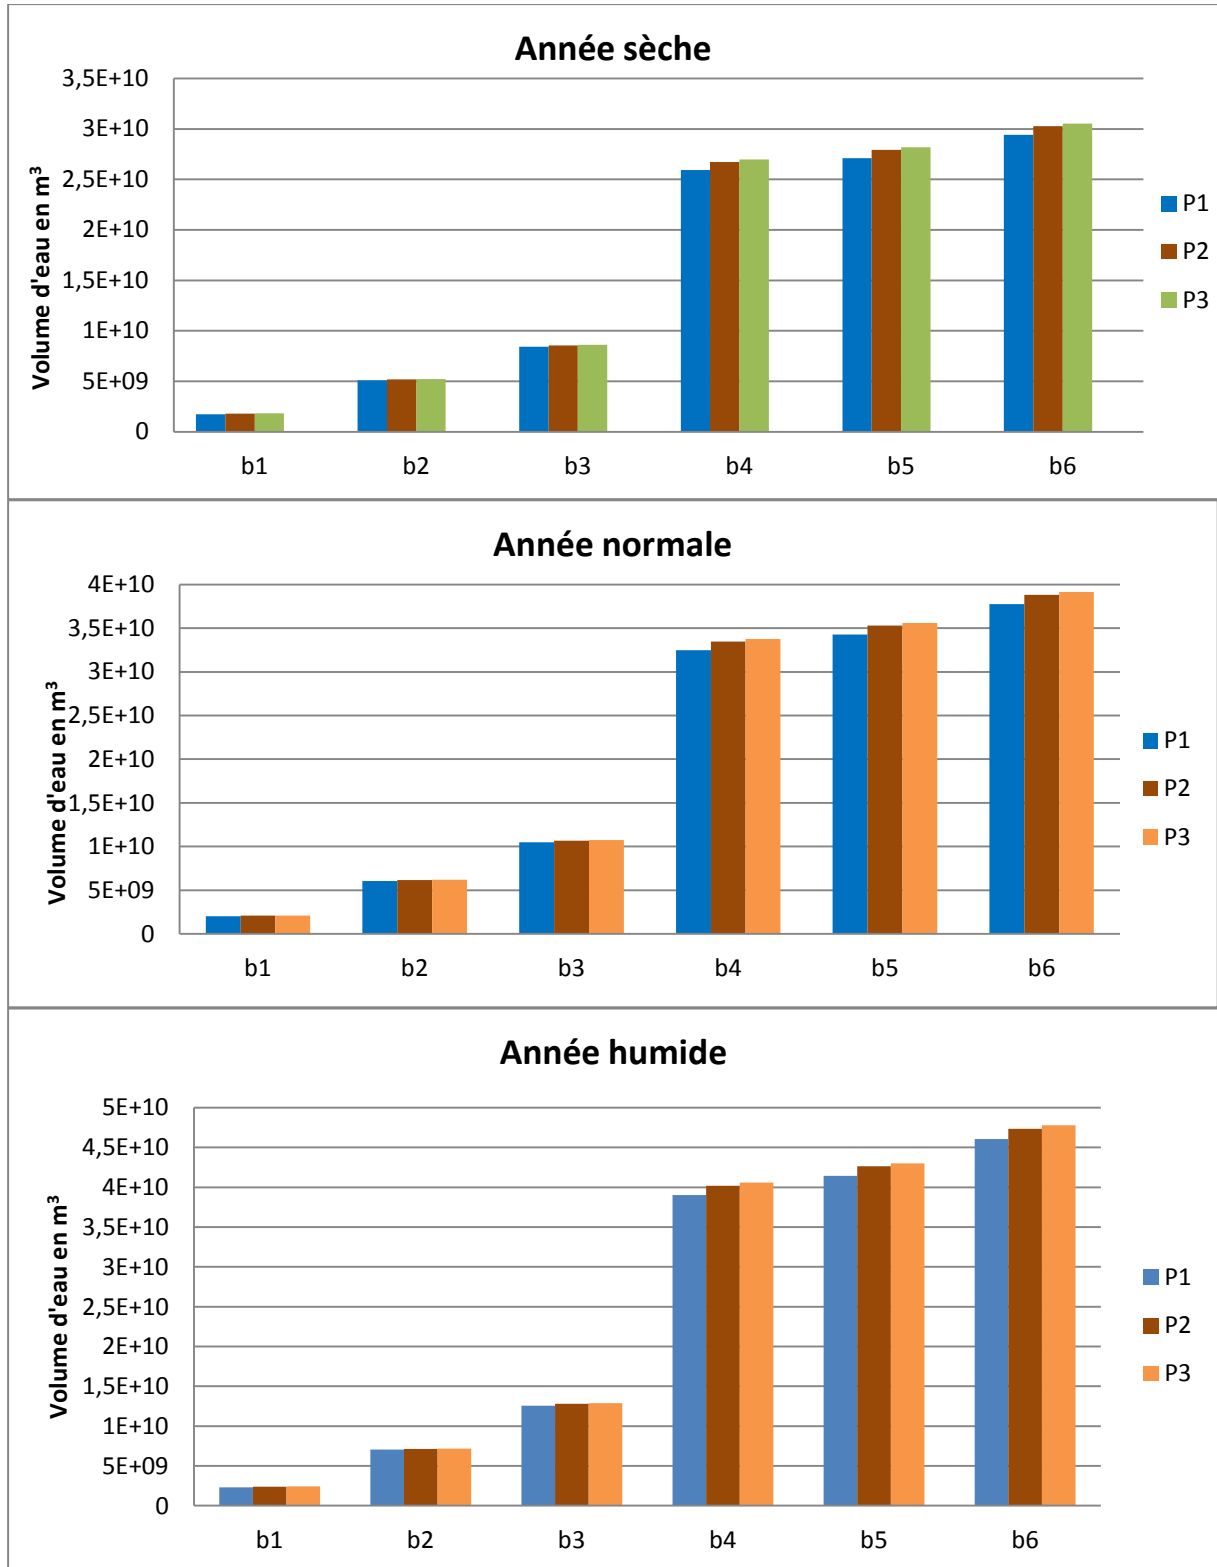 Année sèche
Volume d'eau en m³
3,5E+10
3E+10
2,5E+10
2E+10
1,5E+10
1E+10
5E+09
0
b1 b2 b3 b4 b5 b6
P1
P2
P3
Année normale
Volume d'eau en m³
4E+10
3,5E+10
3E+10
2,5E+10
2E+10
1,5E+10
1E+10
5E+09
0
b1 b2 b3 b4 b5 b6
P1
P2
P3
Année humide
Volume d'eau en m³
5E+10
4,5E+10
4E+10
3,5E+10
3E+10
2,5E+10
2E+10
1,5E+10
1E+10
5E+09
0
b1 b2 b3 b4 b5 b6
P1
P2
P3